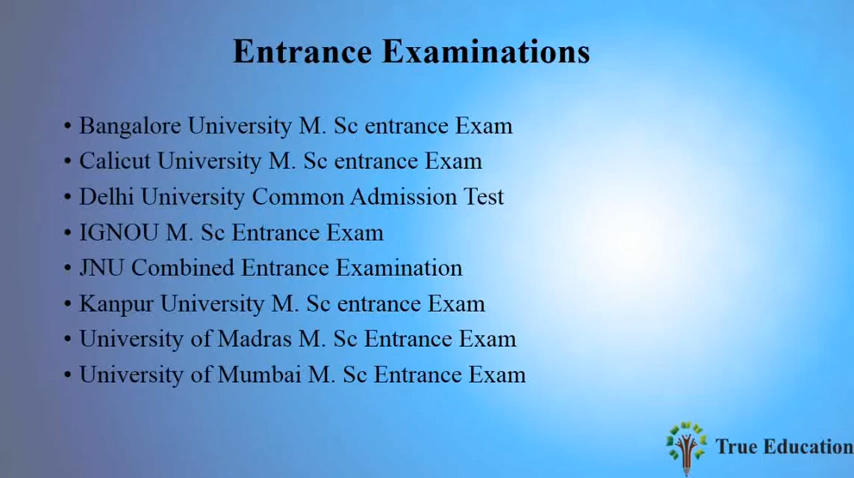 Entrance Examinations
• Bangalore University M. Sc entrance Exam
• Calicut University M. Sc entrance Exam
• Delhi University Common Admission Test
• IGNOU M. Sc Entrance Exam
• JNU Combined Entrance Examination
• Kanpur University M. Sc entrance Exam
• University of Madras M. Sc Entrance Exam
• University of Mumbai M. Sc Entrance Exam
True Education